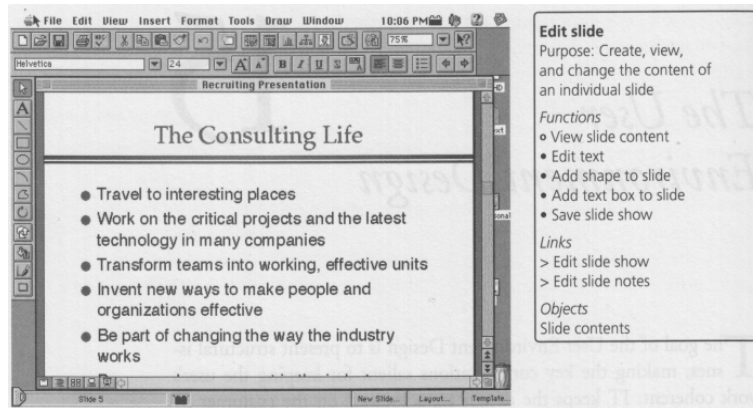 File Edit View Insert Format Tools Draw Window 10:06 PM
75%
Helvetica 24 B I U S
Recruiting Presentation
The Consulting Life
● Travel to interesting places
● Work on the critical projects and the latest
technology in many companies
● Transform teams into working, effective units
● Invent new ways to make people and
organizations effective
● Be part of changing the way the industry
works
Slide 5 New Slide... Layout... Template...
Edit slide
Purpose: Create, view,
and change the content of
an individual slide
Functions
o View slide content
• Edit text
• Add shape to slide
• Add text box to slide
• Save slide show
Links
> Edit slide show
> Edit slide notes
Objects
Slide contents
The User
Environment Design